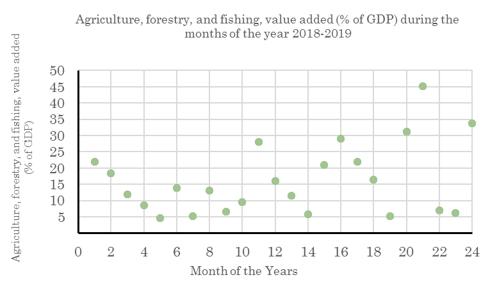 Agriculture, forestry, and fishing, value added (% of GDP) during the
months of the year 2018-2019
Agriculture, forestry, and fishing, value added
(% of GDP)
50
45
40
35
30
25
20
15
10
5
0 2 4 6 8 10 12 14 16 18 20 22 24
Month of the Years